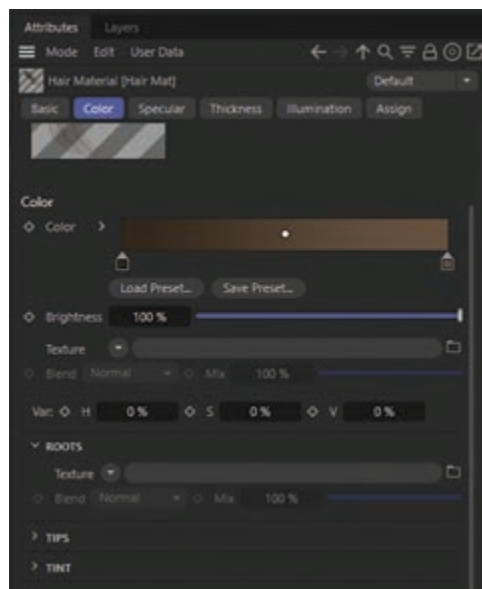 Attributes Layers
Mode Edit User Data
Hair Material [Hair Mat] Default
Basic Color Specular Thickness Illumination Assign
Color
Color
Load Preset... Save Preset...
Brightness 100 %
Texture
Blend Normal Mix 100 %
Var: H 0 % S 0 % V 0 %
ROOTS
Texture
Blend Normal Mix 100 %
TIPS
TINT